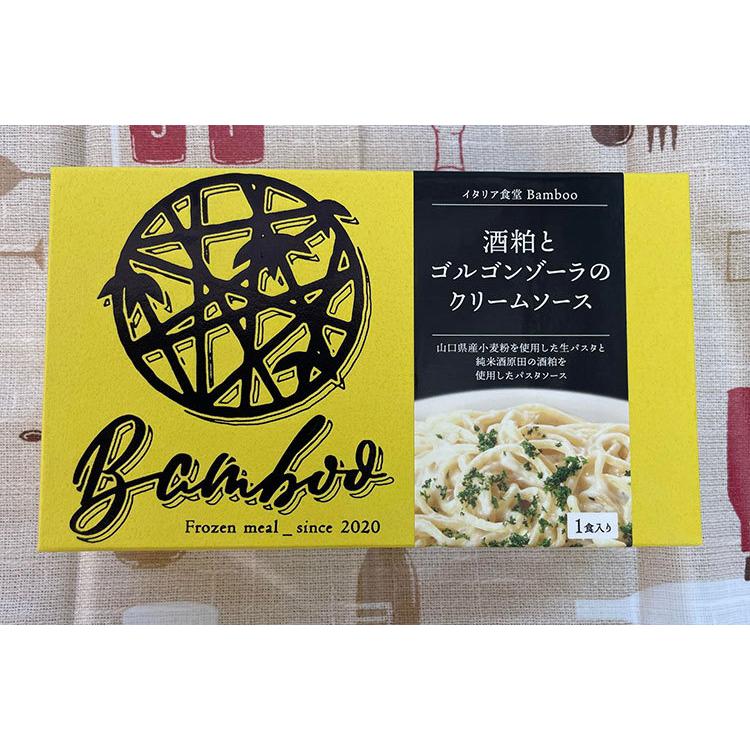 Bamboo
Frozen meal_since 2020
イタリア食堂 Bamboo
酒粕と
ゴルゴンゾーラの
クリームソース
山口県産小麦粉を使用した生パスタと
純米酒原田の酒粕を
使用したパスタソース
1食入り